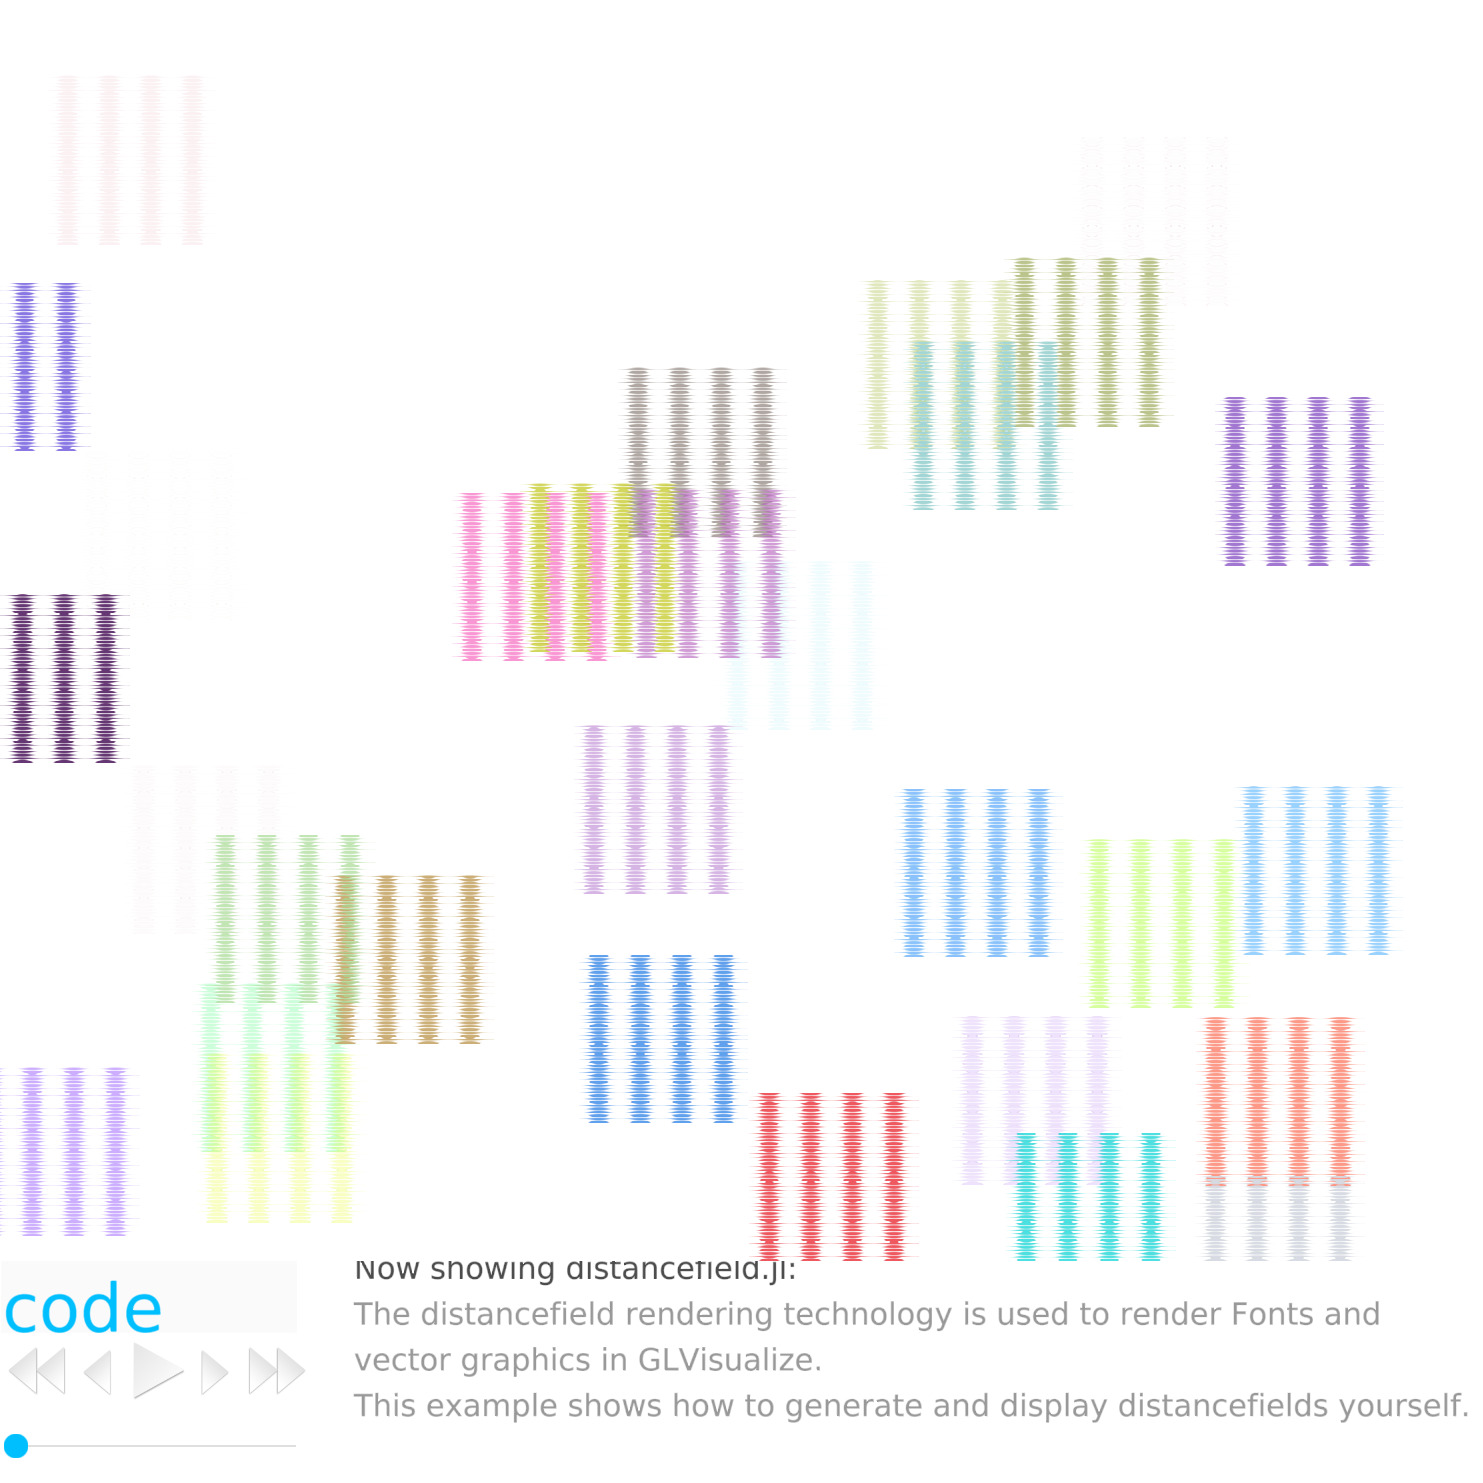 Now showing distancefield.jl:
code
The distancefield rendering technology is used to render Fonts and
vector graphics in GLVisualize.
This example shows how to generate and display distancefields yourself.